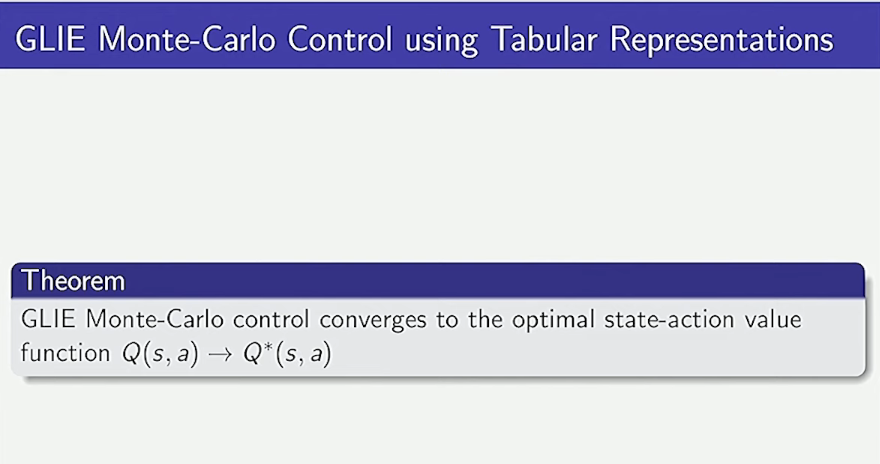 GLIE Monte-Carlo Control using Tabular Representations
Theorem
GLIE Monte-Carlo control converges to the optimal state-action value
function Q(s, a) → Q*(s, a)